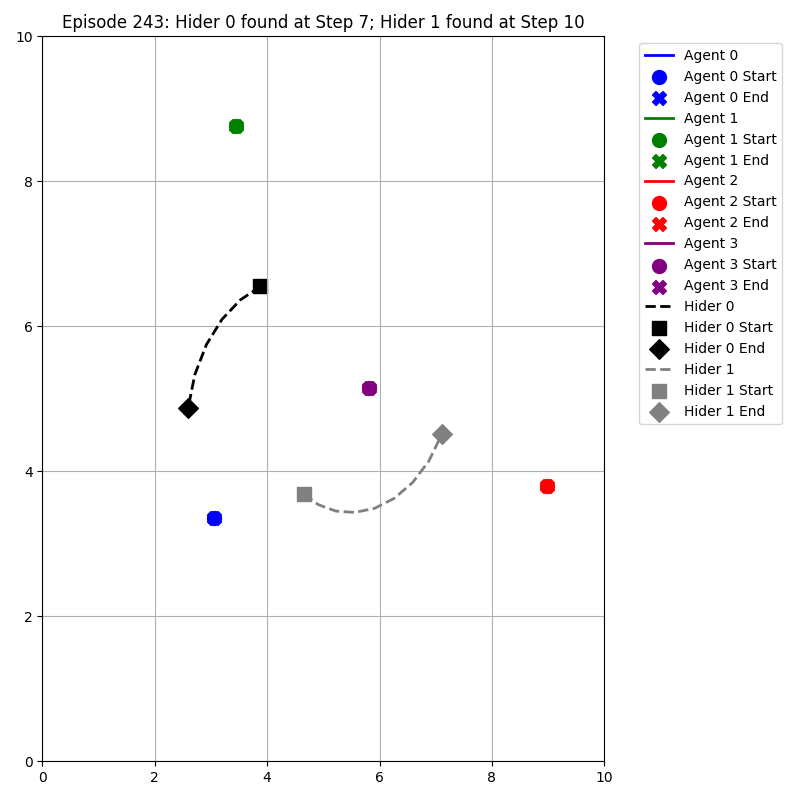 Episode 243: Hider 0 found at Step 7; Hider 1 found at Step 10
10
8
6
4
2
0
0 2 4 6 8 10
Agent 0
Agent 0 Start
Agent 0 End
Agent 1
Agent 1 Start
Agent 1 End
Agent 2
Agent 2 Start
Agent 2 End
Agent 3
Agent 3 Start
Agent 3 End
Hider 0
Hider 0 Start
Hider 0 End
Hider 1
Hider 1 Start
Hider 1 End